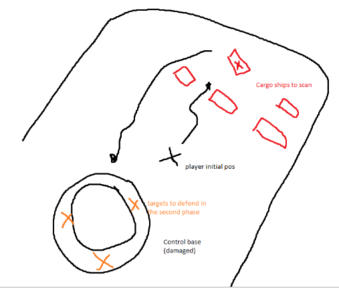 Cargo ships to scan
player initial pos
targets to defend in
the second phase
Control base
(damaged)